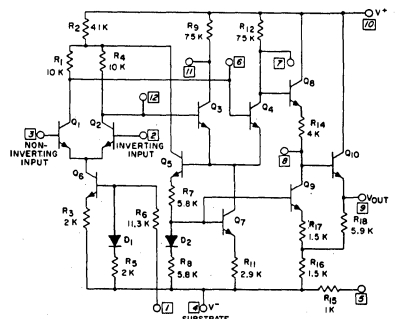 R2 4.1K
R9 7.5K
R12 7.5K
V+
10
R1 10K
R4 10K
11
6
7
Q8
12
R14 4K
3
Q1
Q2
2
Q3
Q4
8
Q10
NON-INVERTING INPUT
INVERTING INPUT
Q5
Q6
R7 5.8K
Q9
VOUT
9
R3 2K
R6 11.3K
Q7
R17 1.5K
R18 5.9K
D1
D2
R5 2K
R8 5.8K
R11 2.9K
R16 1.5K
1
4
V-
R15 1K
5
SUBSTRATE